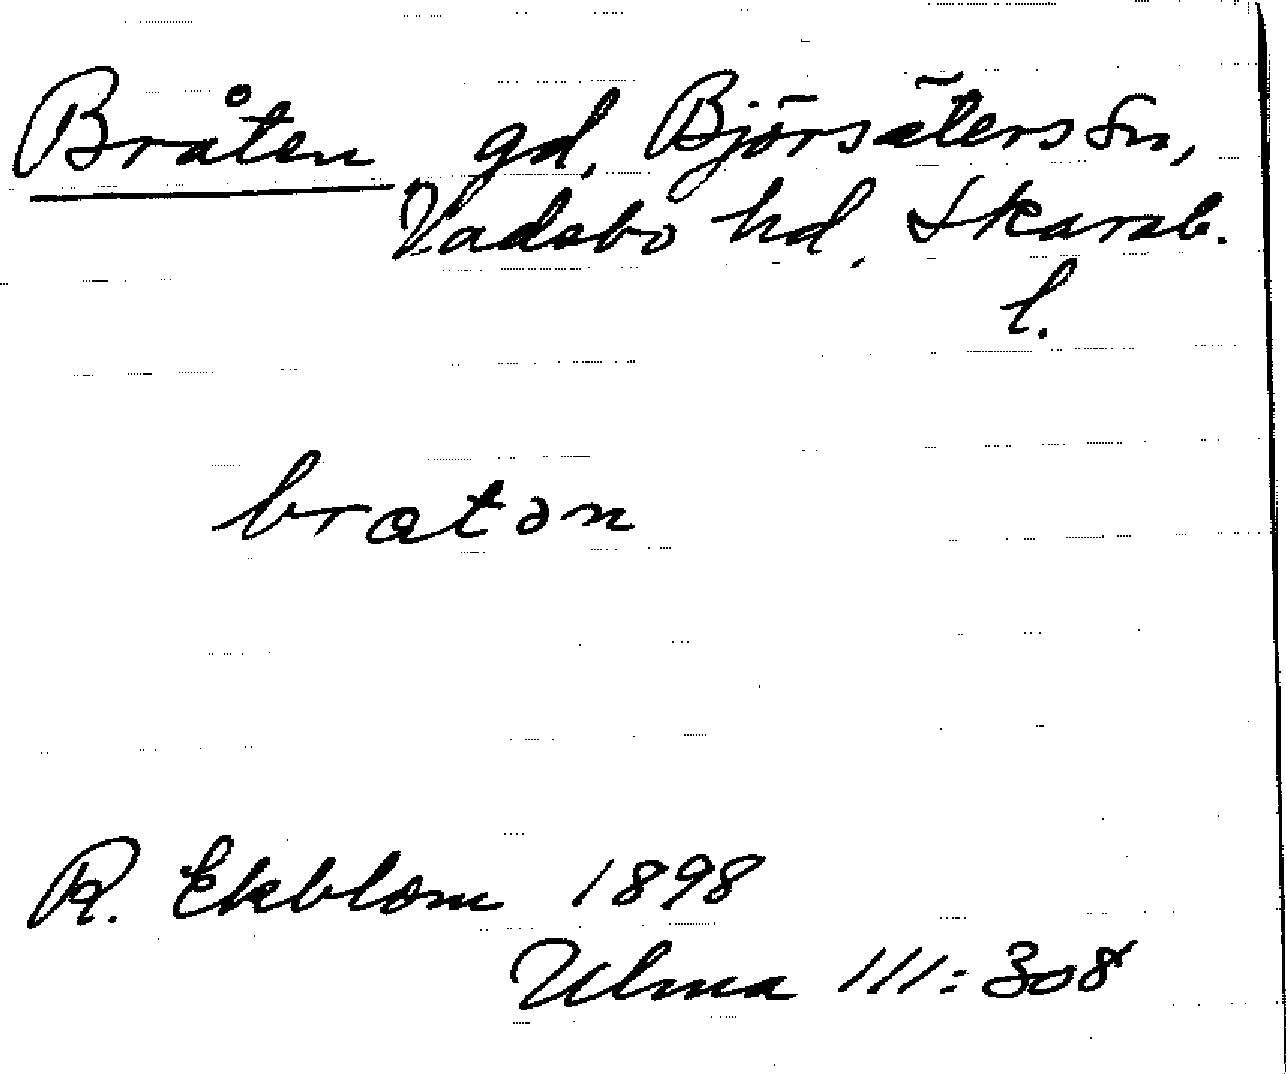 Bråten gd, Björsäters sn,
Vadsbo hd, Skarab.
l.
bratən
R. Ekblom 1898
Ulma 111:308